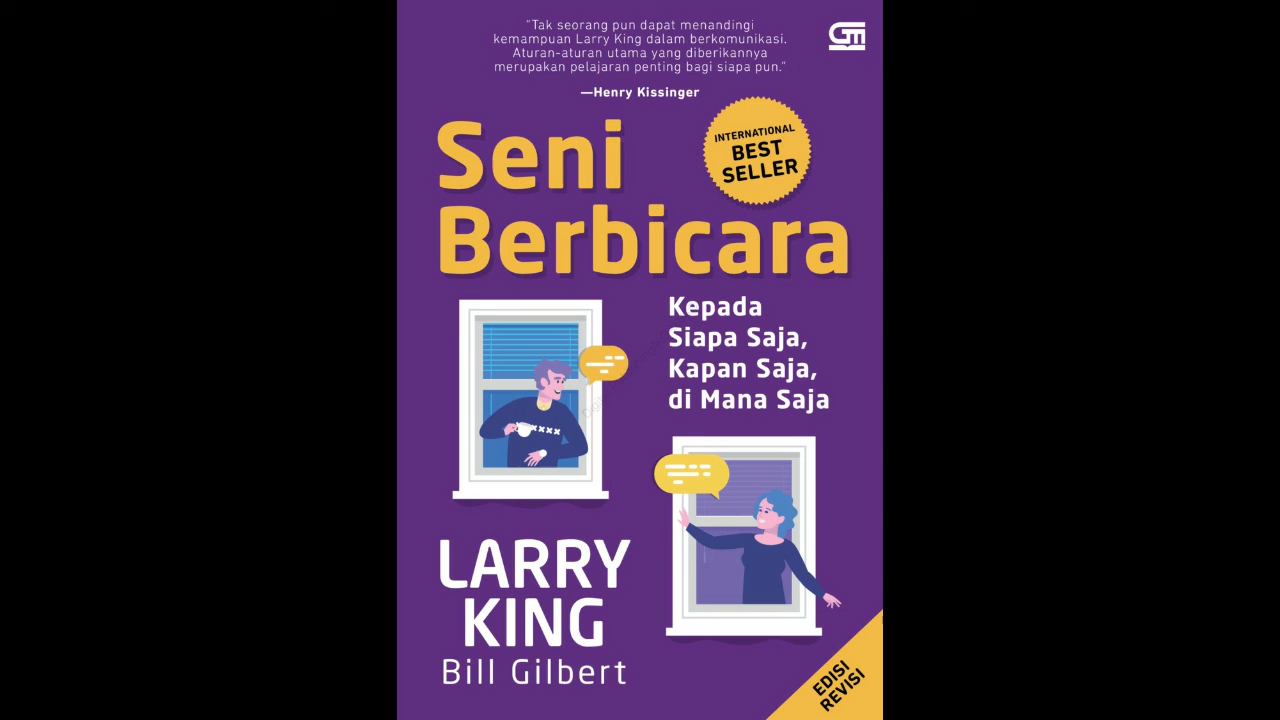 "Tak seorang pun dapat menandingi
kemampuan Larry King dalam berkomunikasi.
Aturan-aturan utama yang diberikannya
merupakan pelajaran penting bagi siapa pun."
—Henry Kissinger
GM
INTERNATIONAL
BEST
SELLER
Seni
Berbicara
Kepada
Siapa Saja,
Kapan Saja,
di Mana Saja
LARRY
KING
Bill Gilbert
EDISI
REVISI